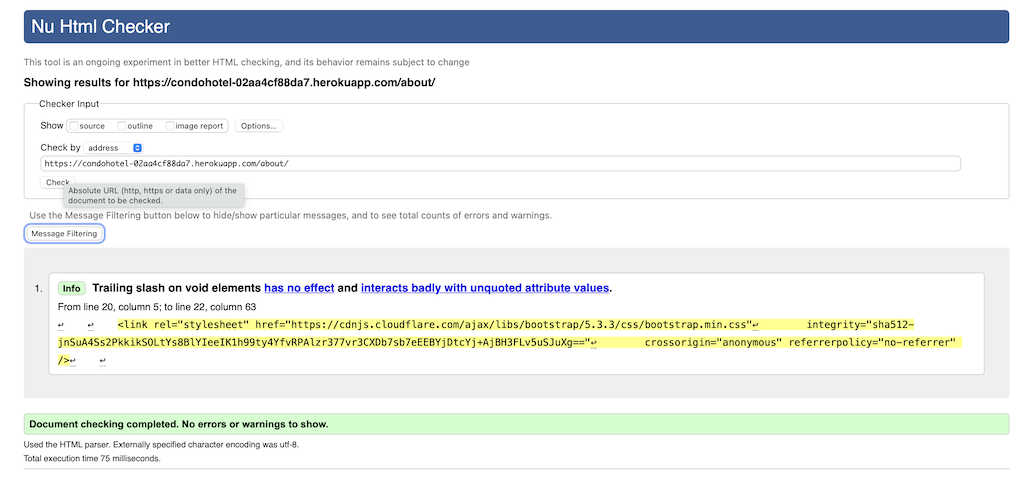 Nu Html Checker
This tool is an ongoing experiment in better HTML checking, and its behavior remains subject to change
Showing results for https://condohotel-02aa4cf88da7.herokuapp.com/about/
Checker Input
Show source outline image report Options...
Check by address
https://condohotel-02aa4cf88da7.herokuapp.com/about/
Check
Absolute URL (http, https or data only) of the
document to be checked.
Use the Message Filtering button below to hide/show particular messages, and to see total counts of errors and warnings.
Message Filtering
1. Info Trailing slash on void elements has no effect and interacts badly with unquoted attribute values.
From line 20, column 5; to line 22, column 63
↩ ↩ <link rel="stylesheet" href="https://cdnjs.cloudflare.com/ajax/libs/bootstrap/5.3.3/css/bootstrap.min.css"↩ integrity="sha512-
jnSuA4Ss2PkkikSOLtYs8BlYIeeIK1h99ty4YfvRPAlzr377vr3CXDb7sb7eEEBYjDtcYj+AjBH3FLv5uSJuXg=="↩ crossorigin="anonymous" referrerpolicy="no-referrer"
/>↩ ↩
Document checking completed. No errors or warnings to show.
Used the HTML parser. Externally specified character encoding was utf-8.
Total execution time 75 milliseconds.